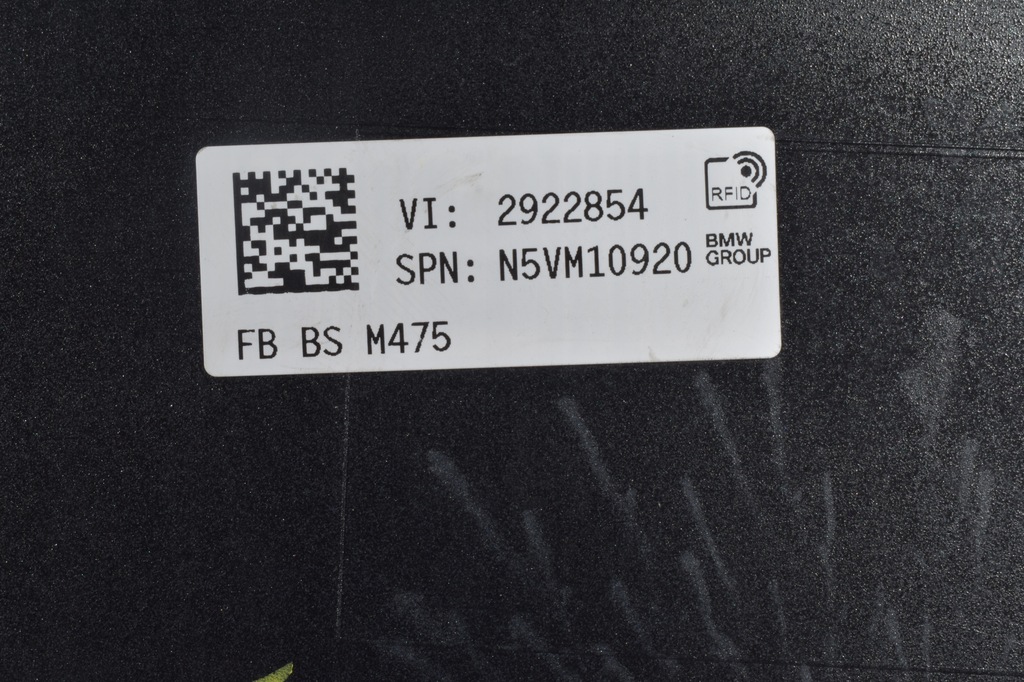 VI: 2922854
SPN: N5VM10920
FB BS M475
RFID
BMW
GROUP